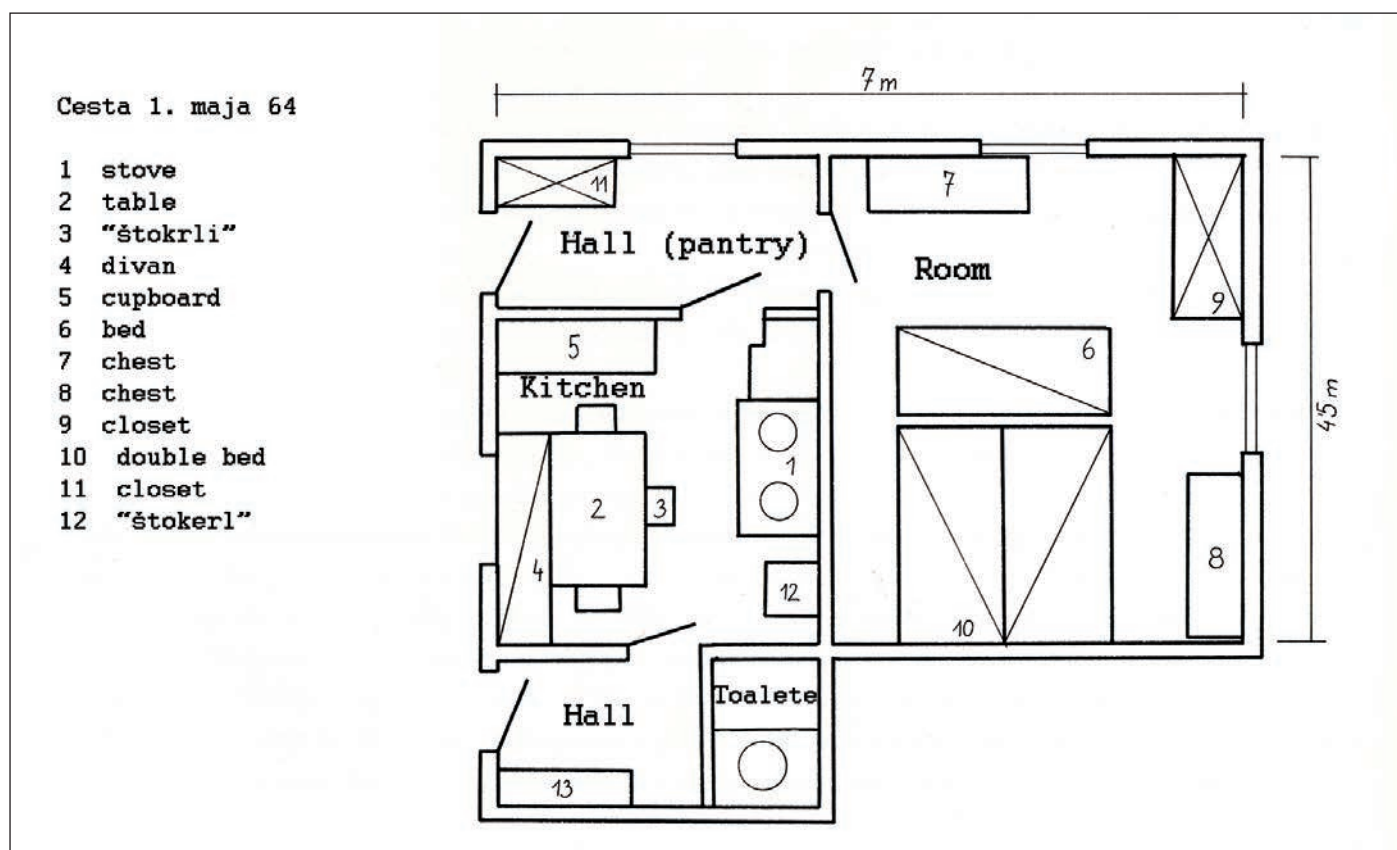 Cesta 1. maja 64
1 stove
2 table
3 “štokrli”
4 divan
5 cupboard
6 bed
7 chest
8 chest
9 closet
10 double bed
11 closet
12 “štokerl”
7 m
11
7
Hall (pantry)
Room
9
5
6
Kitchen
4'5 m
1
2
3
4
8
12
10
Toalete
Hall
13